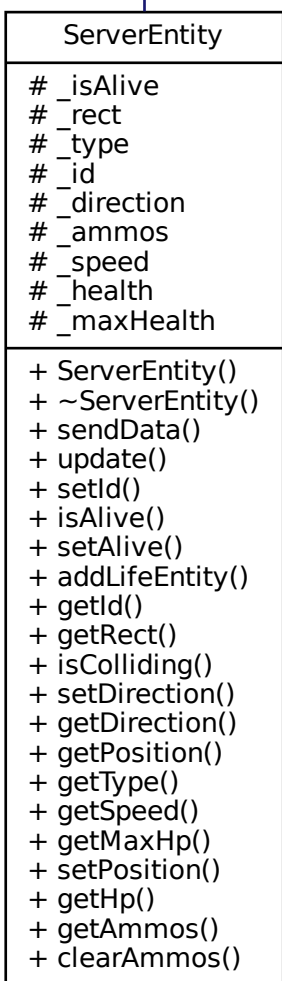 ServerEntity
# _isAlive
# _rect
# _type
# _id
# _direction
# _ammos
# _speed
# _health
# _maxHealth
+ ServerEntity()
+ ~ServerEntity()
+ sendData()
+ update()
+ setId()
+ isAlive()
+ setAlive()
+ addLifeEntity()
+ getId()
+ getRect()
+ isColliding()
+ setDirection()
+ getDirection()
+ getPosition()
+ getType()
+ getSpeed()
+ getMaxHp()
+ setPosition()
+ getHp()
+ getAmmos()
+ clearAmmos()